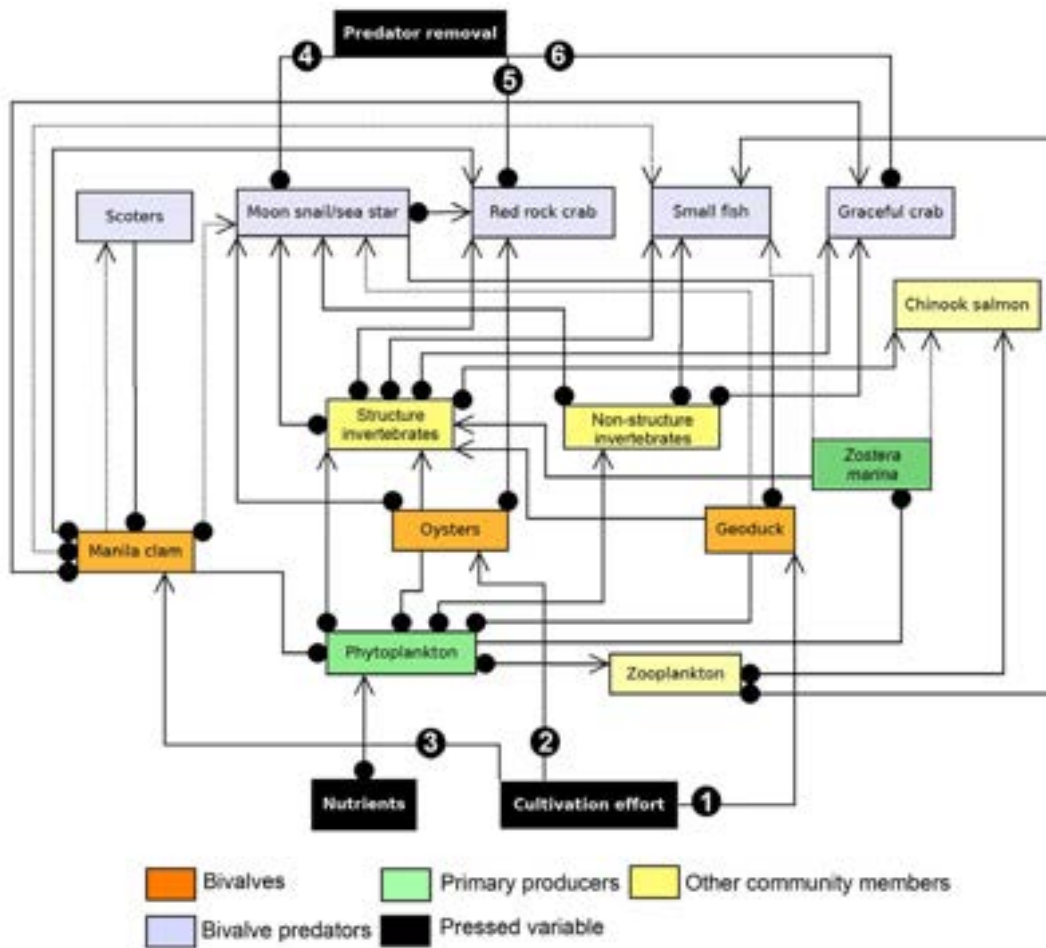 Predator removal
4
6
5
Scoters
Moon snail/sea star
Red rock crab
Small fish
Graceful crab
Chinook salmon
Structure
invertebrates
Non-structure
invertebrates
Zostera
marina
Oysters
Geoduck
Manila clam
Phytoplankton
Zooplankton
3
2
Nutrients
Cultivation effort
1
Bivalves
Primary producers
Other community members
Bivalve predators
Pressed variable